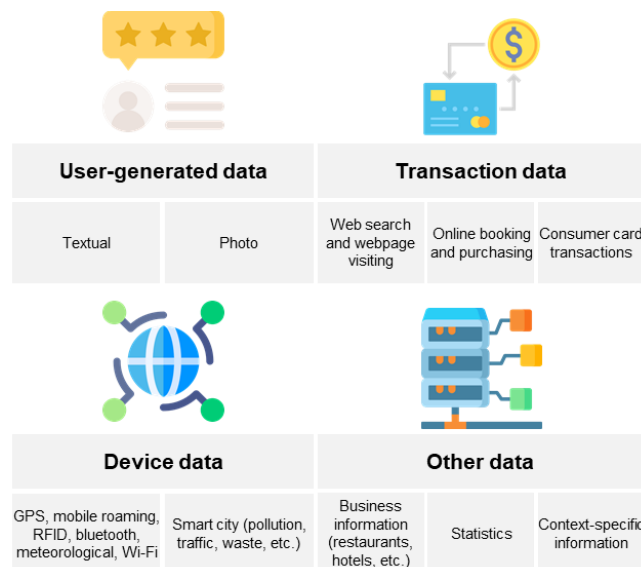 User-generated data
Transaction data
Textual
Photo
Web search
and webpage
visiting
Online booking
and purchasing
Consumer card
transactions
Device data
Other data
GPS, mobile roaming,
RFID, bluetooth,
meteorological, Wi-Fi
Smart city (pollution,
traffic, waste, etc.)
Business
information
(restaurants,
hotels, etc.)
Statistics
Context-specific
information